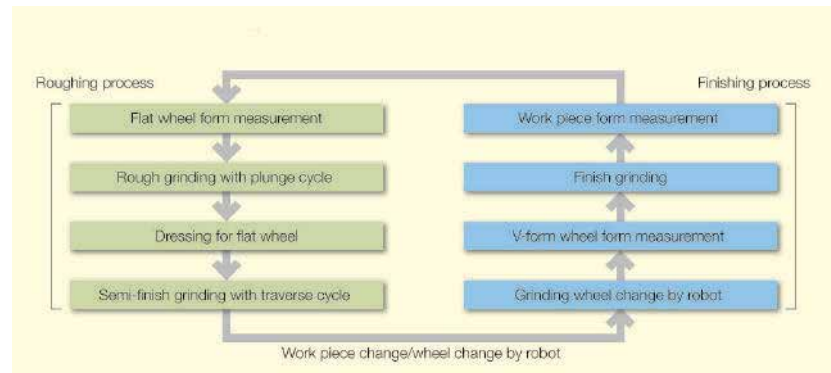 Roughing process
Flat wheel form measurement
Rough grinding with plunge cycle
Dressing for flat wheel
Semi-finish grinding with traverse cycle
Work piece change/wheel change by robot
Finishing process
Work piece form measurement
Finish grinding
V-form wheel form measurement
Grinding wheel change by robot